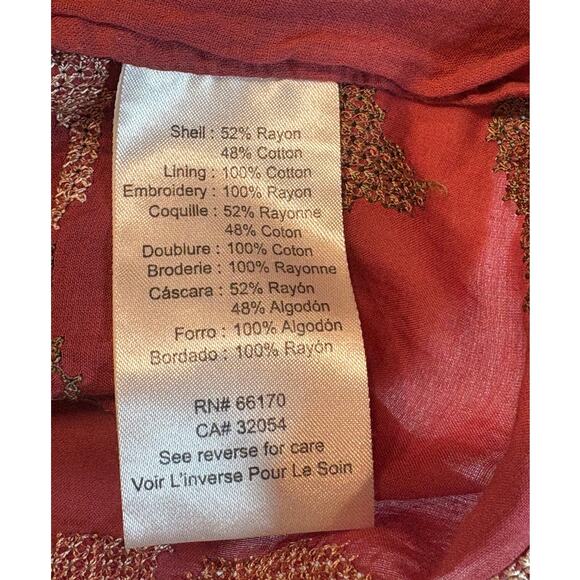 Shell : 52% Rayon
48% Cotton
Lining : 100% Cotton
Embroidery : 100% Rayon
Coquille : 52% Rayonne
48% Coton
Doublure : 100% Coton
Broderie : 100% Rayonne
Cáscara : 52% Rayón
48% Algodón
Forro : 100% Algodón
Bordado : 100% Rayón
RN# 66170
CA# 32054
See reverse for care
Voir L'inverse Pour Le Soin